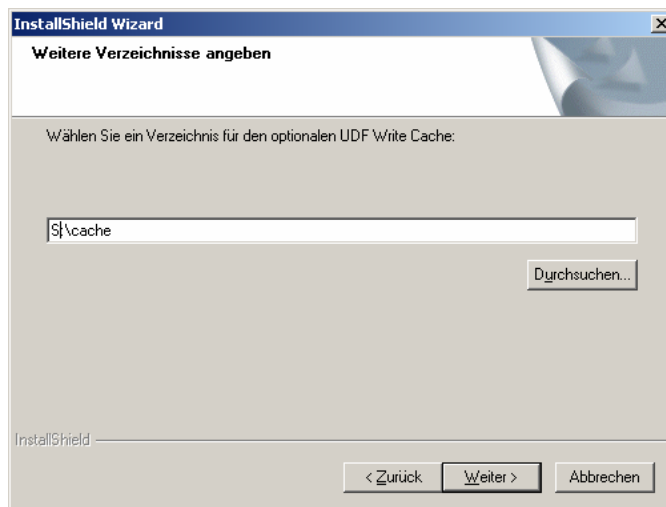 InstallShield Wizard
Weitere Verzeichnisse angeben
Wählen Sie ein Verzeichnis für den optionalen UDF Write Cache:
S:\cache
Durchsuchen...
InstallShield
< Zurück Weiter > Abbrechen